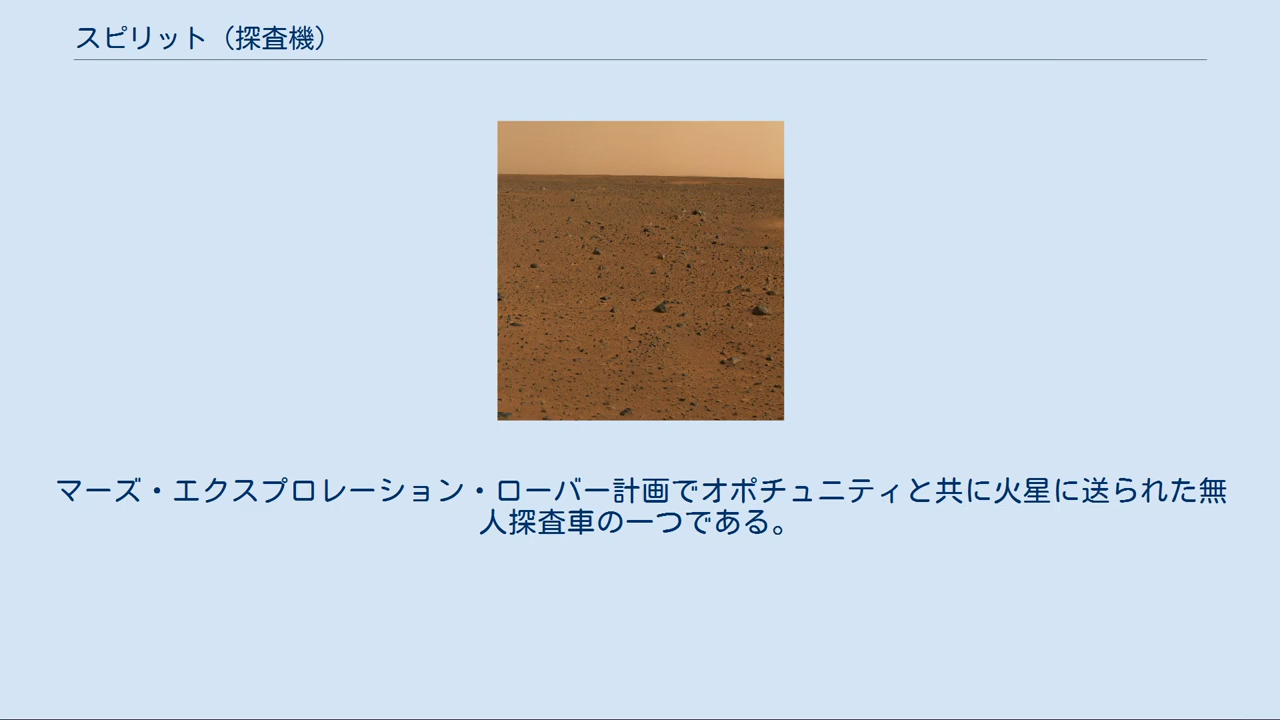 スピリット（探査機）
マーズ・エクスプロレーション・ローバー計画でオポチュニティと共に火星に送られた無
人探査車の一つである。